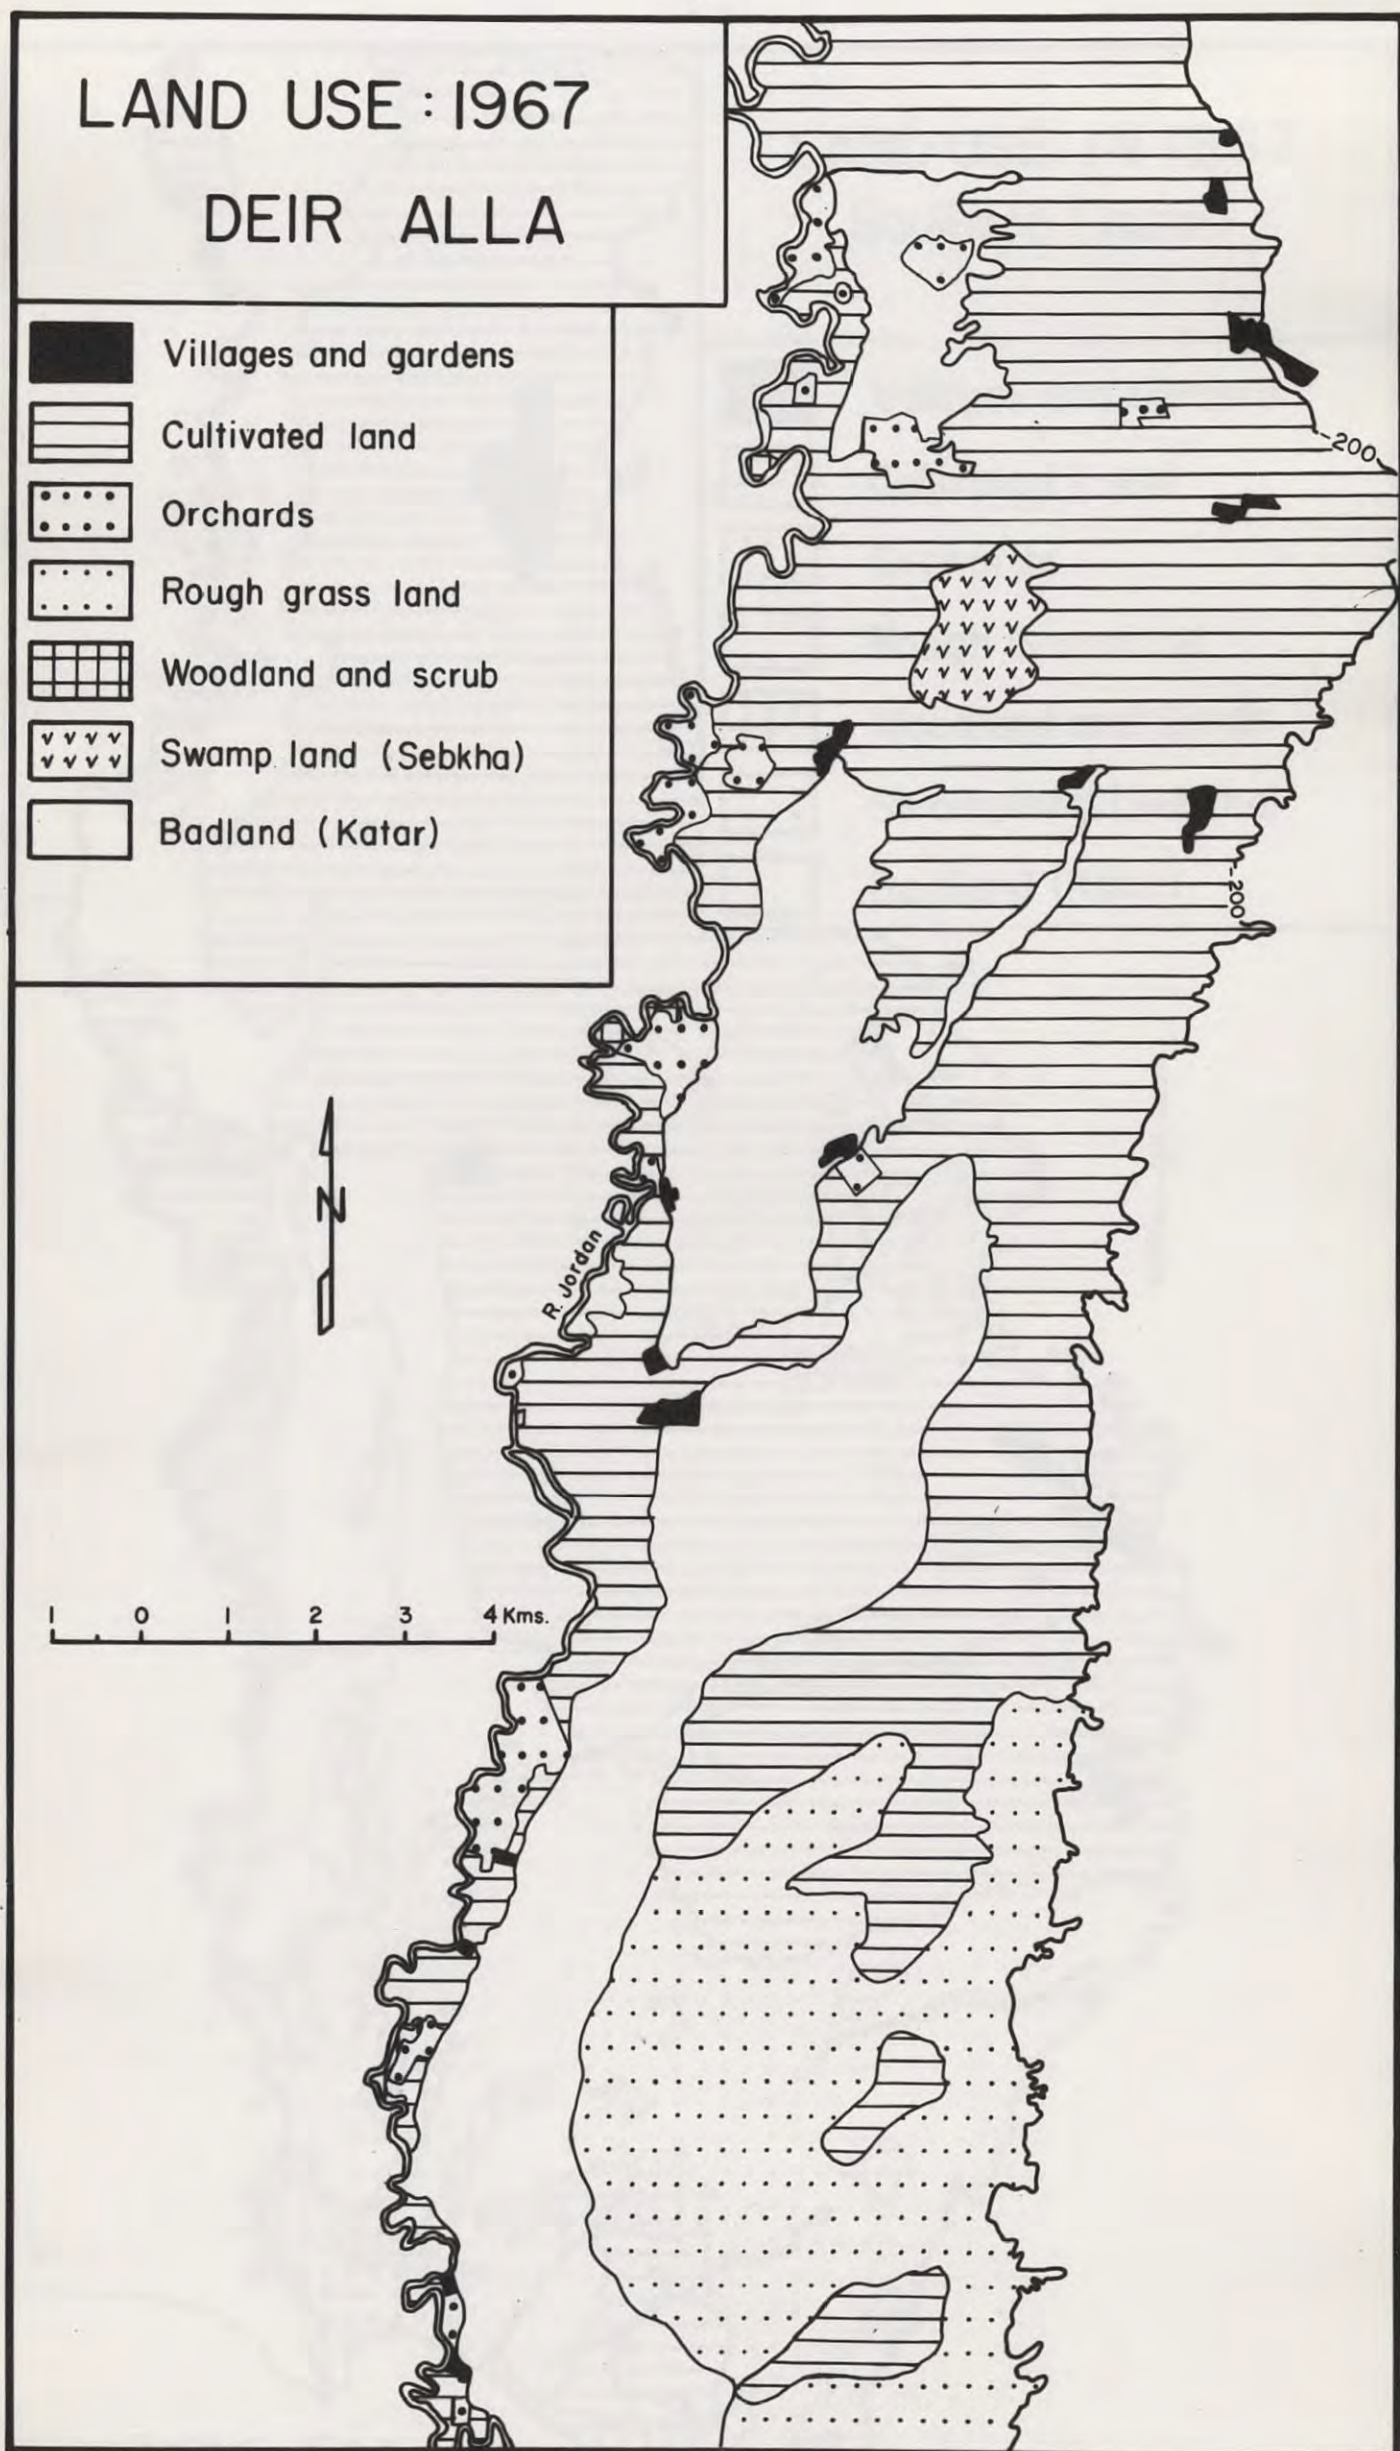 LAND USE : 1967
DEIR ALLA
Villages and gardens
Cultivated land
Orchards
Rough grass land
Woodland and scrub
Swamp land (Sebkha)
Badland (Katar)
-200
-200
N
R. Jordan
1 0 1 2 3 4 Kms.